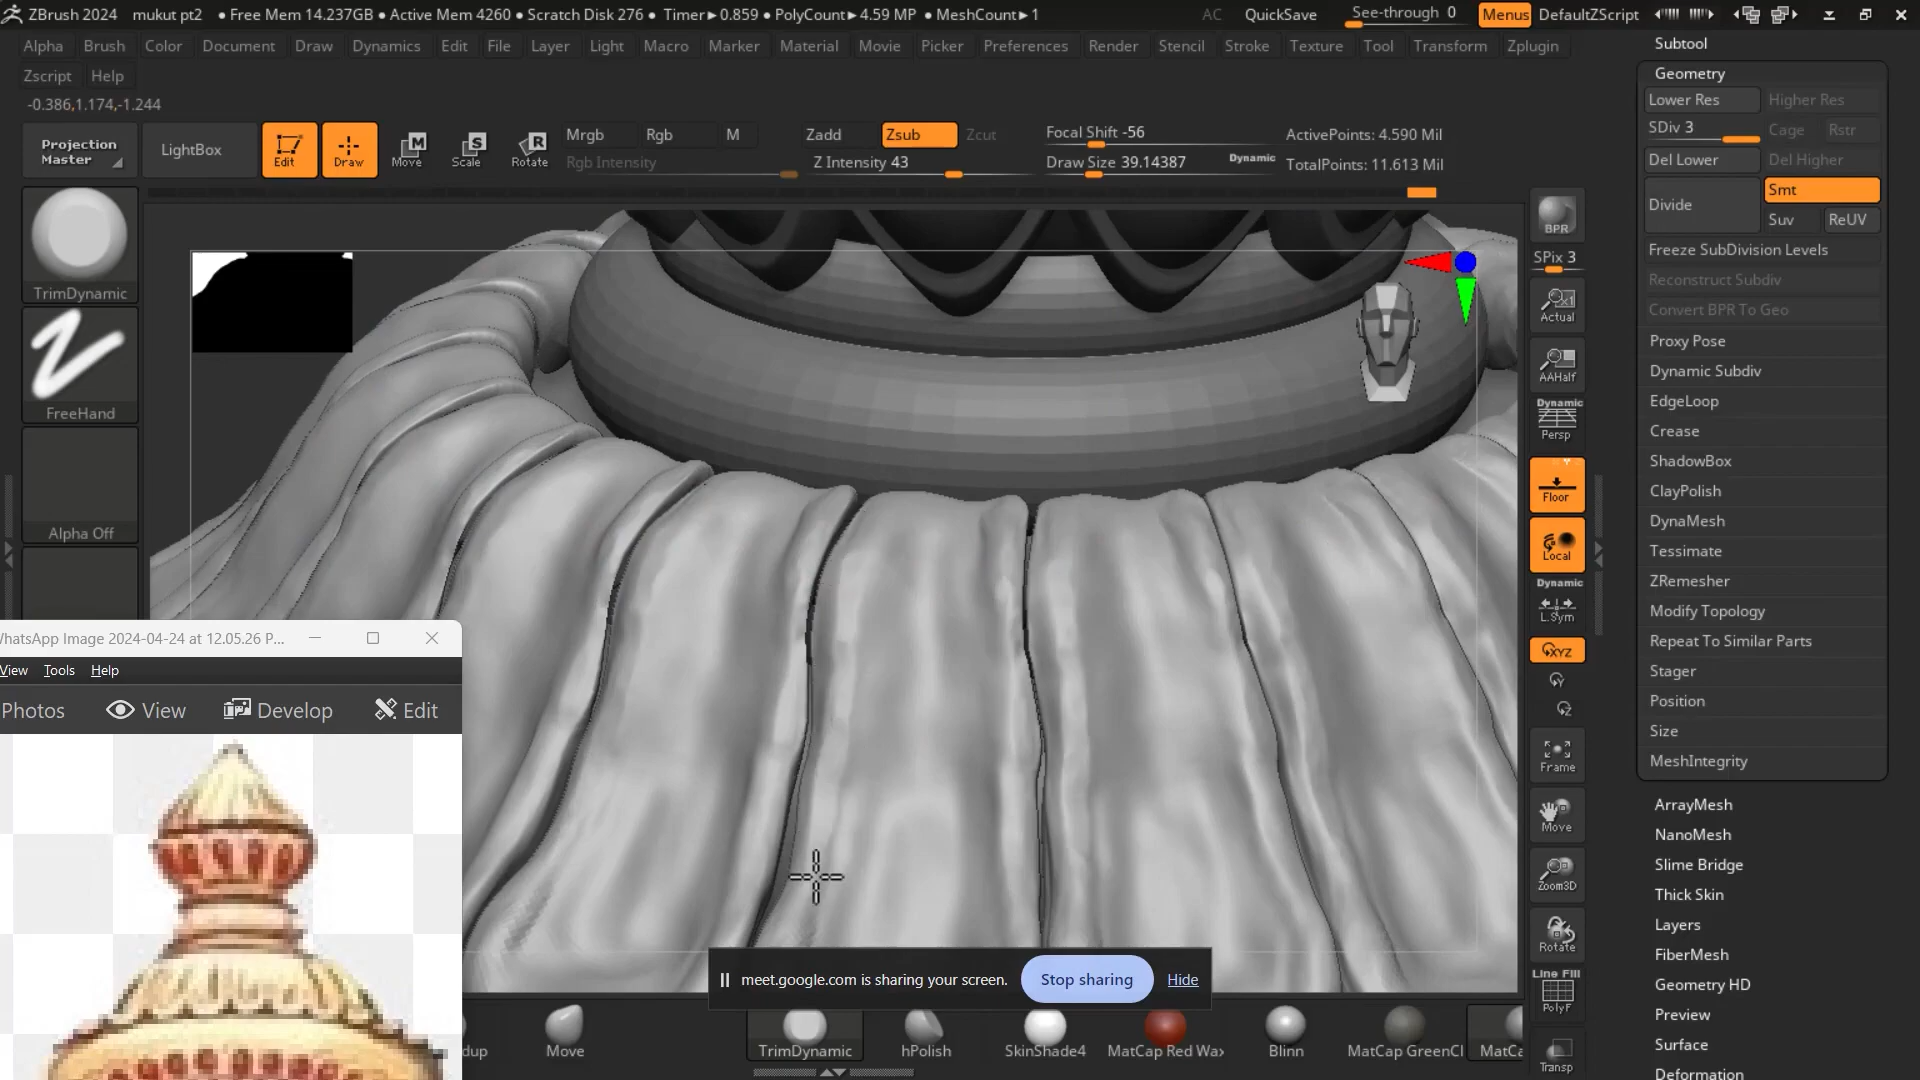 ZBrush 2024 mukut pt2 • Free Mem 14.237GB • Active Mem 4260 • Scratch Disk 276 • Timer►0.859 • PolyCount►4.59 MP • MeshCount►1 AC QuickSave See-through 0 Menus DefaultZScript
Alpha Brush Color Document Draw Dynamics Edit File Layer Light Macro Marker Material Movie Picker Preferences Render Stencil Stroke Texture Tool Transform Zplugin
Zscript Help
-0.386,1.174,-1.244
Projection Master
LightBox
Edit
Draw
Move
Scale
Rotate
Mrgb Rgb M
Rgb Intensity
Zadd Zsub Zcut
Z Intensity 43
Focal Shift -56
Draw Size 39.14387 Dynamic
ActivePoints: 4.590 Mil
TotalPoints: 11.613 Mil
TrimDynamic
FreeHand
Alpha Off
BPR
SPix 3
Actual
AAHalf
Dynamic
Persp
Floor
Local
Dynamic
L.Sym
XYZ
Y
Z
Frame
Move
Zoom3D
Rotate
Line Fill
PolyF
Transp
Subtool
Geometry
Lower Res Higher Res
SDiv 3 Cage Rstr
Del Lower Del Higher
Divide Smt
Suv ReUV
Freeze SubDivision Levels
Reconstruct Subdiv
Convert BPR To Geo
Proxy Pose
Dynamic Subdiv
EdgeLoop
Crease
ShadowBox
ClayPolish
DynaMesh
Tessimate
ZRemesher
Modify Topology
Repeat To Similar Parts
Stager
Position
Size
MeshIntegrity
ArrayMesh
NanoMesh
Slime Bridge
Thick Skin
Layers
FiberMesh
Geometry HD
Preview
Surface
Deformation
WhatsApp Image 2024-04-24 at 12.05.26 P...
View Tools Help
Photos View Develop Edit
meet.google.com is sharing your screen. Stop sharing Hide
dup Move TrimDynamic hPolish SkinShade4 MatCap Red Wax Blinn MatCap GreenCl MatCa